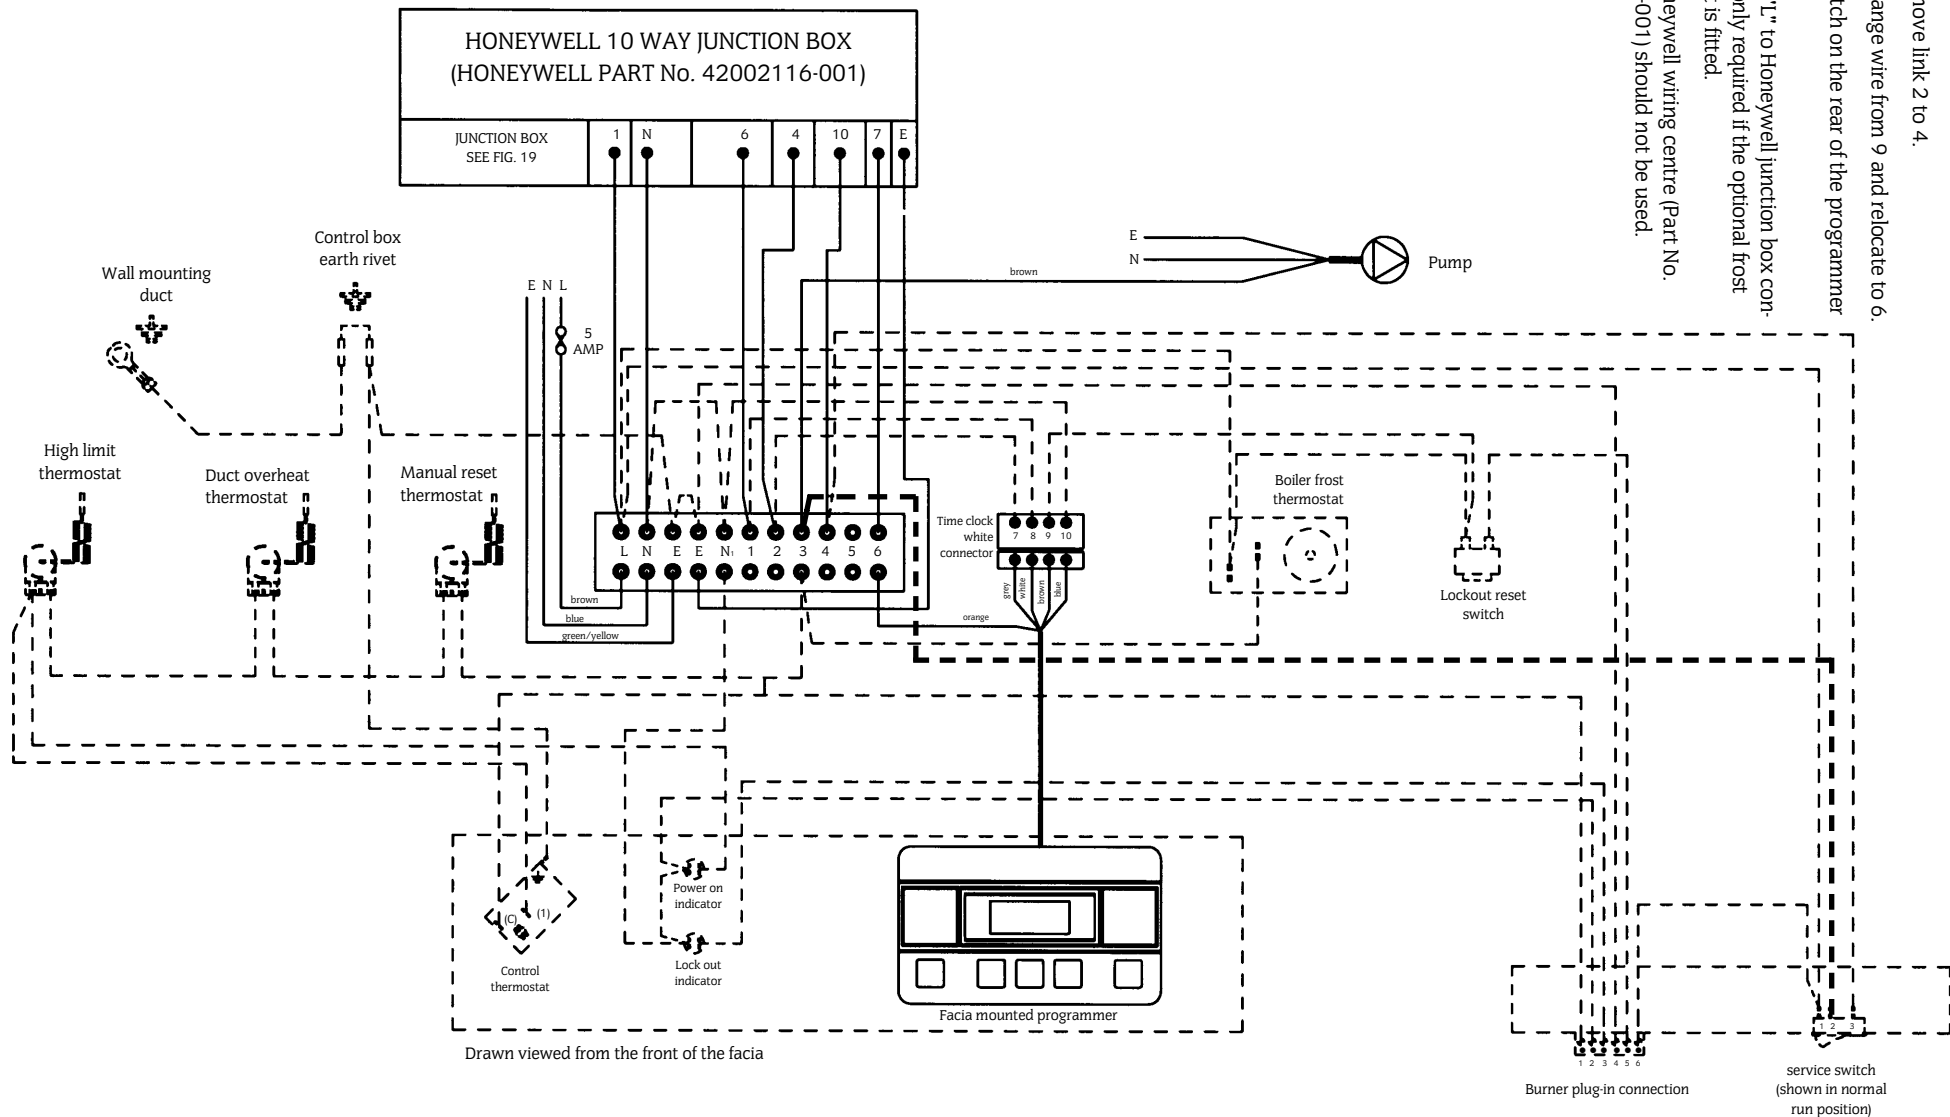 HONEYWELL 10 WAY JUNCTION BOX
(HONEYWELL PART No. 42002116-001)
JUNCTION BOX
SEE FIG. 19
1 N 6 4 10 7 E
move link 2 to 4.
ange wire from 9 and relocate to 6.
tch on the rear of the programmer
"L" to Honeywell junction box con-
nly required if the optional frost
t is fitted.
neywell wiring centre (Part No.
-001) should not be used.
Control box
earth rivet
Wall mounting
duct
E N L
5
AMP
E
N
brown
Pump
High limit
thermostat
Duct overheat
thermostat
Manual reset
thermostat
L N E E N1 1 2 3 4 5 6
Time clock
white
connector
7 8 9 10
grey
white
brown
blue
Boiler frost
thermostat
Lockout reset
switch
brown
blue
green/yellow
orange
Power on
indicator
(C) (1)
Control
thermostat
Lock out
indicator
Facia mounted programmer
Drawn viewed from the front of the facia
1 2 3 4 5 6
Burner plug-in connection
1 2 3
service switch
(shown in normal
run position)